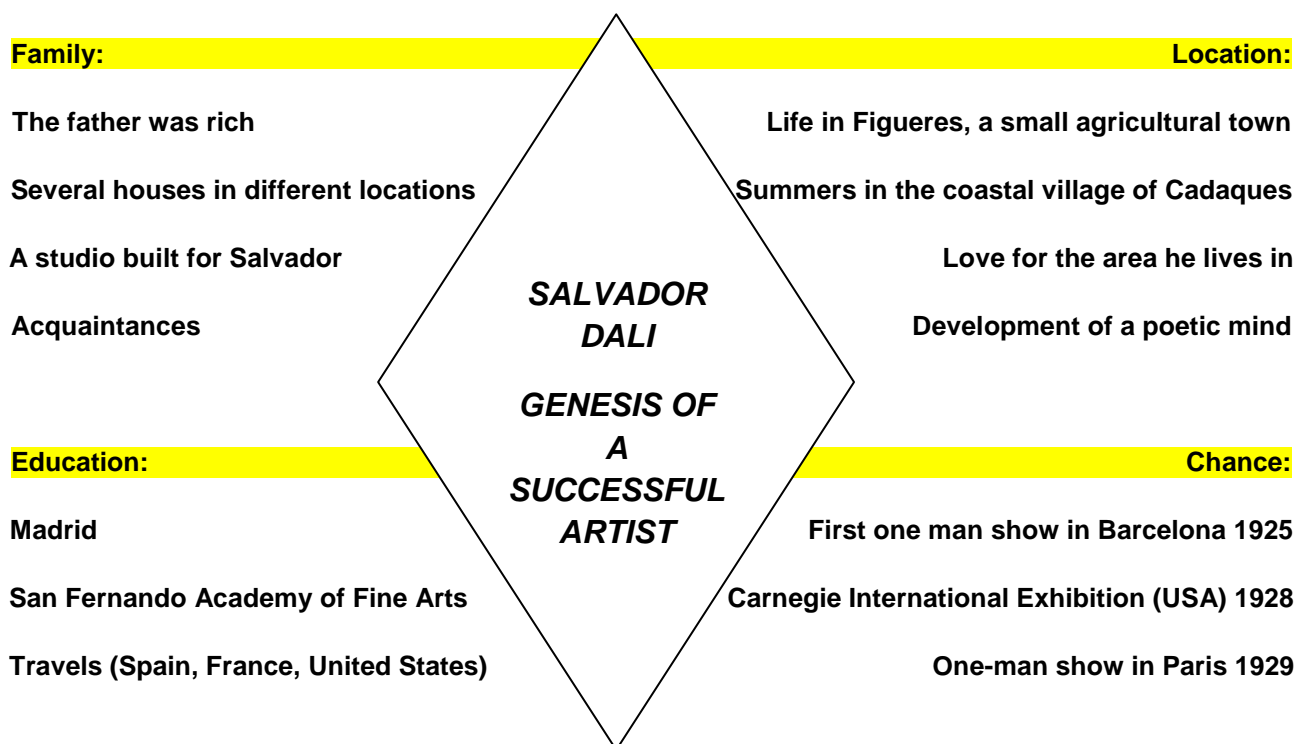 Family:
The father was rich
Several houses in different locations
A studio built for Salvador
Acquaintances
Location:
Life in Figueres, a small agricultural town
Summers in the coastal village of Cadaques
Love for the area he lives in
Development of a poetic mind
SALVADOR
DALI
GENESIS OF
A
SUCCESSFUL
ARTIST
Education:
Madrid
San Fernando Academy of Fine Arts
Travels (Spain, France, United States)
Chance:
First one man show in Barcelona 1925
Carnegie International Exhibition (USA) 1928
One-man show in Paris 1929